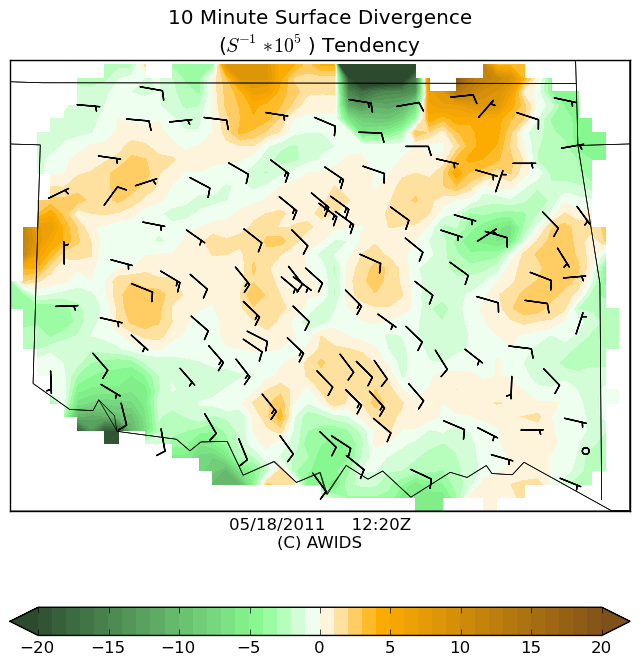 10 Minute Surface Divergence
(S⁻¹ * 10⁵ ) Tendency
05/18/2011 12:20Z
(C) AWIDS
−20 −15 −10 −5 0 5 10 15 20